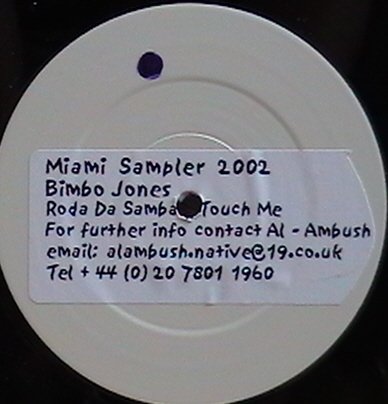 Miami Sampler 2002
Bimbo Jones
Roda Da Samba Touch Me
For further info contact Al - Ambush
email: alambush.native@19.co.uk
Tel + 44 (0) 20 7801 1960